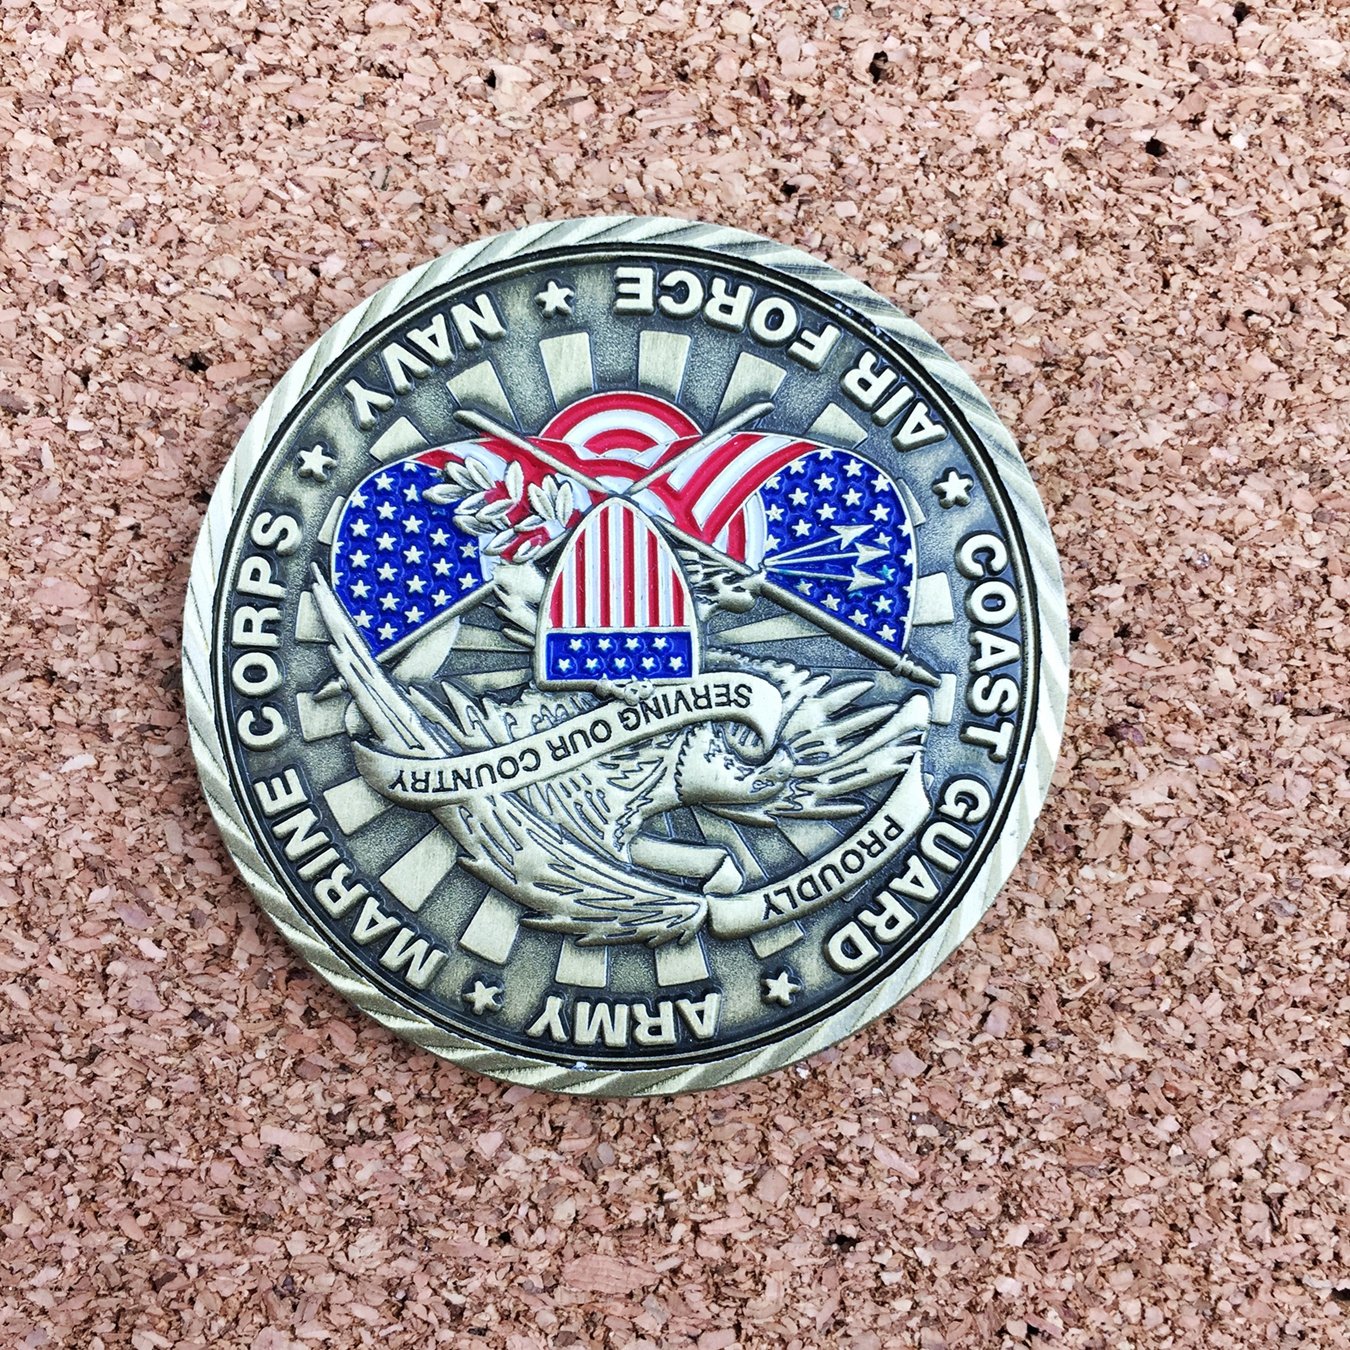 ARMY
MARINE CORPS
NAVY
AIR FORCE
COAST GUARD
PROUDLY
SERVING OUR COUNTRY